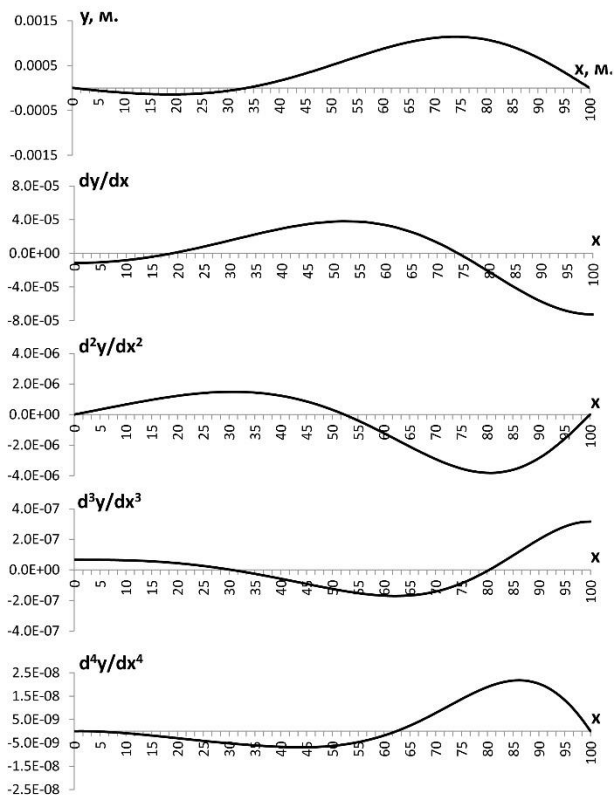 y, м.
0.0015
0.0005
-0.0005
-0.0015
x, м.
0 5 10 15 20 25 30 35 40 45 50 55 60 65 70 75 80 85 90 95 100
dy/dx
8.0E-05
4.0E-05
0.0E+00
-4.0E-05
-8.0E-05
x
0 5 10 15 20 25 30 35 40 45 50 55 60 65 70 75 80 85 90 95 100
d²y/dx²
4.0E-06
2.0E-06
0.0E+00
-2.0E-06
-4.0E-06
x
0 5 10 15 20 25 30 35 40 45 50 55 60 65 70 75 80 85 90 95 100
d³y/dx³
4.0E-07
2.0E-07
0.0E+00
-2.0E-07
-4.0E-07
x
0 5 10 15 20 25 30 35 40 45 50 55 60 65 70 75 80 85 90 95 100
d⁴y/dx⁴
2.5E-08
1.5E-08
5.0E-09
-5.0E-09
-1.5E-08
-2.5E-08
x
0 5 10 15 20 25 30 35 40 45 50 55 60 65 70 75 80 85 90 95 100